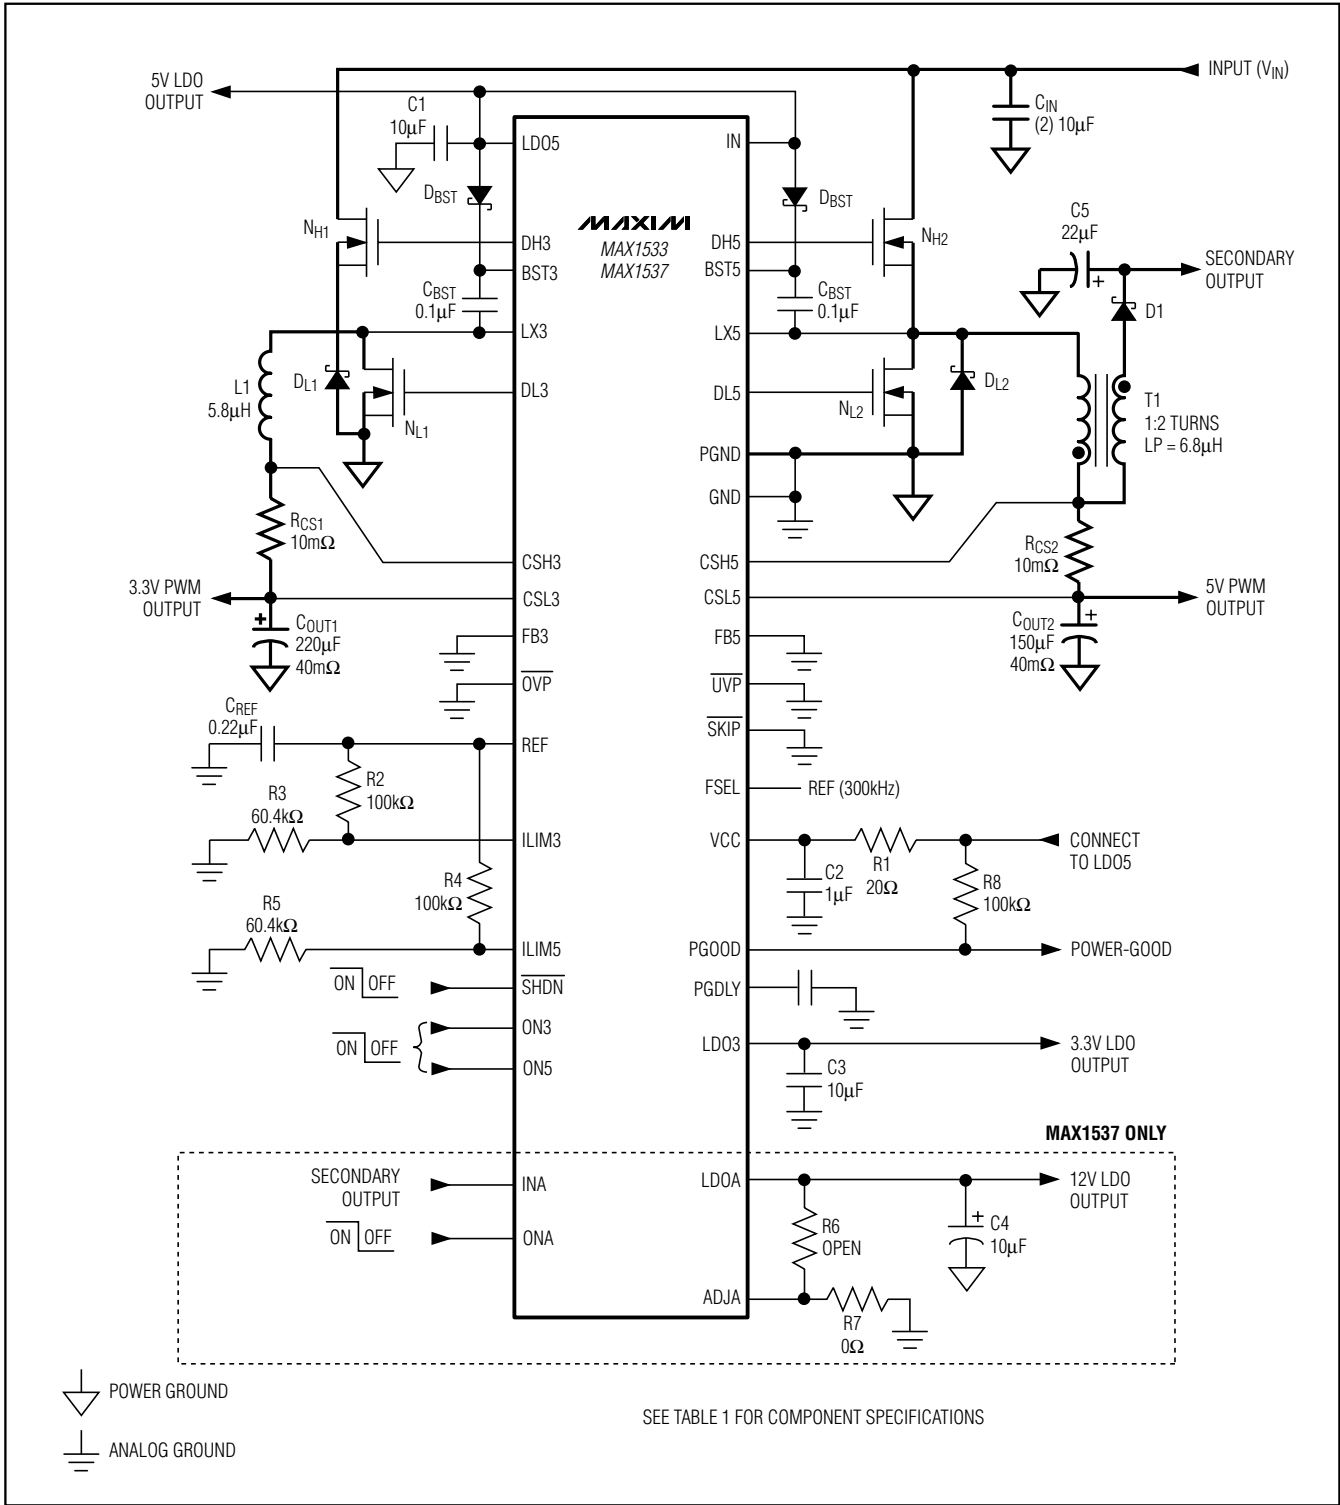 5V LDO
OUTPUT
INPUT (VIN)
C1
10µF
CIN
(2) 10µF
LDO5
IN
DBST
DBST
MAXIM
MAX1533
MAX1537
NH1
DH3
BST3
DH5
BST5
NH2
C5
22µF
+
SECONDARY
OUTPUT
CBST
0.1µF
CBST
0.1µF
D1
LX3
LX5
L1
5.8µH
DL1
NL1
DL3
DL5
NL2
DL2
T1
1:2 TURNS
LP = 6.8µH
PGND
GND
RCS1
10mΩ
CSH3
CSH5
RCS2
10mΩ
3.3V PWM
OUTPUT
CSL3
CSL5
5V PWM
OUTPUT
+
COUT1
220µF
40mΩ
+
COUT2
150µF
40mΩ
FB3
FB5
OVP
UVP
SKIP
CREF
0.22µF
REF
R2
100kΩ
FSEL
REF (300kHz)
R3
60.4kΩ
ILIM3
VCC
CONNECT
TO LDO5
R1
20Ω
C2
1µF
R8
100kΩ
R4
100kΩ
R5
60.4kΩ
ILIM5
PGOOD
POWER-GOOD
ON OFF
SHDN
PGDLY
ON OFF
ON3
ON5
LDO3
3.3V LDO
OUTPUT
C3
10µF
MAX1537 ONLY
SECONDARY
OUTPUT
INA
LDOA
12V LDO
OUTPUT
ON OFF
ONA
R6
OPEN
+
C4
10µF
ADJA
R7
0Ω
POWER GROUND
ANALOG GROUND
SEE TABLE 1 FOR COMPONENT SPECIFICATIONS